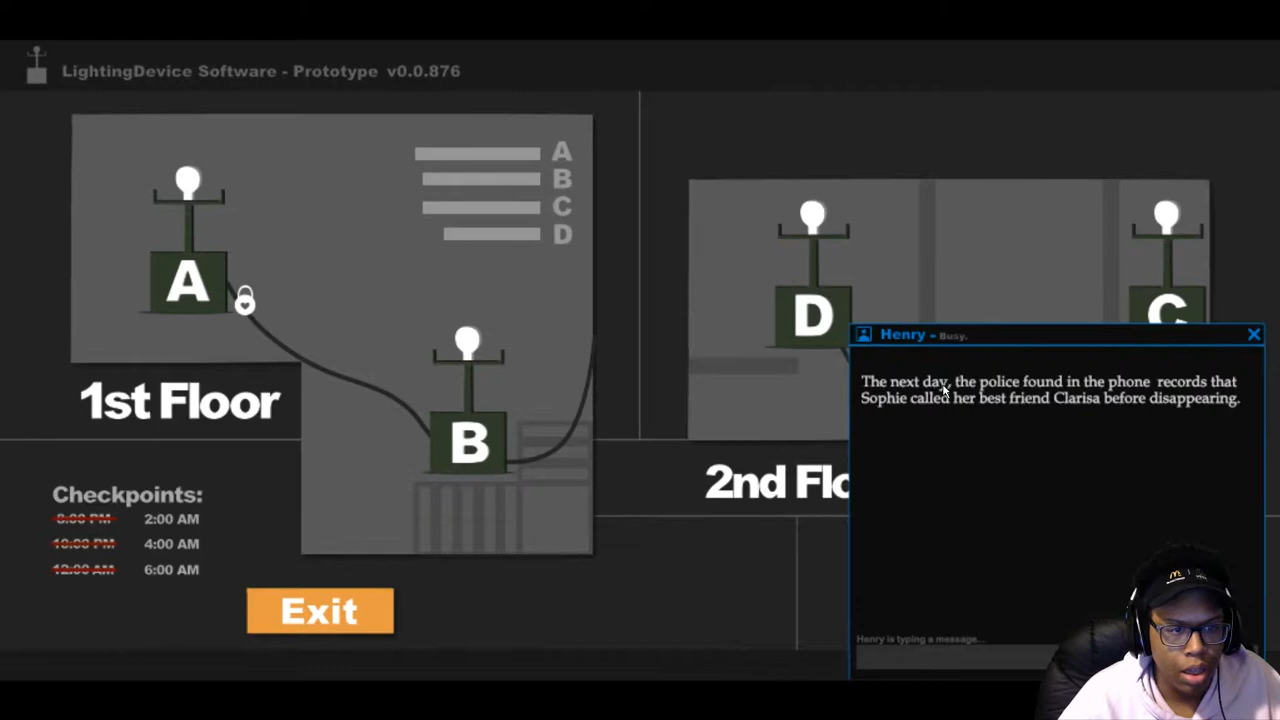 LightingDevice Software - Prototype v0.0.876
A
B
C
D
A
B
1st Floor
D
C
2nd Flo
Checkpoints:
8:00 PM 2:00 AM
10:00 PM 4:00 AM
12:00 AM 6:00 AM
Exit
Henry - Busy.
The next day, the police found in the phone records that
Sophie called her best friend Clarisa before disappearing.
Henry is typing a message...